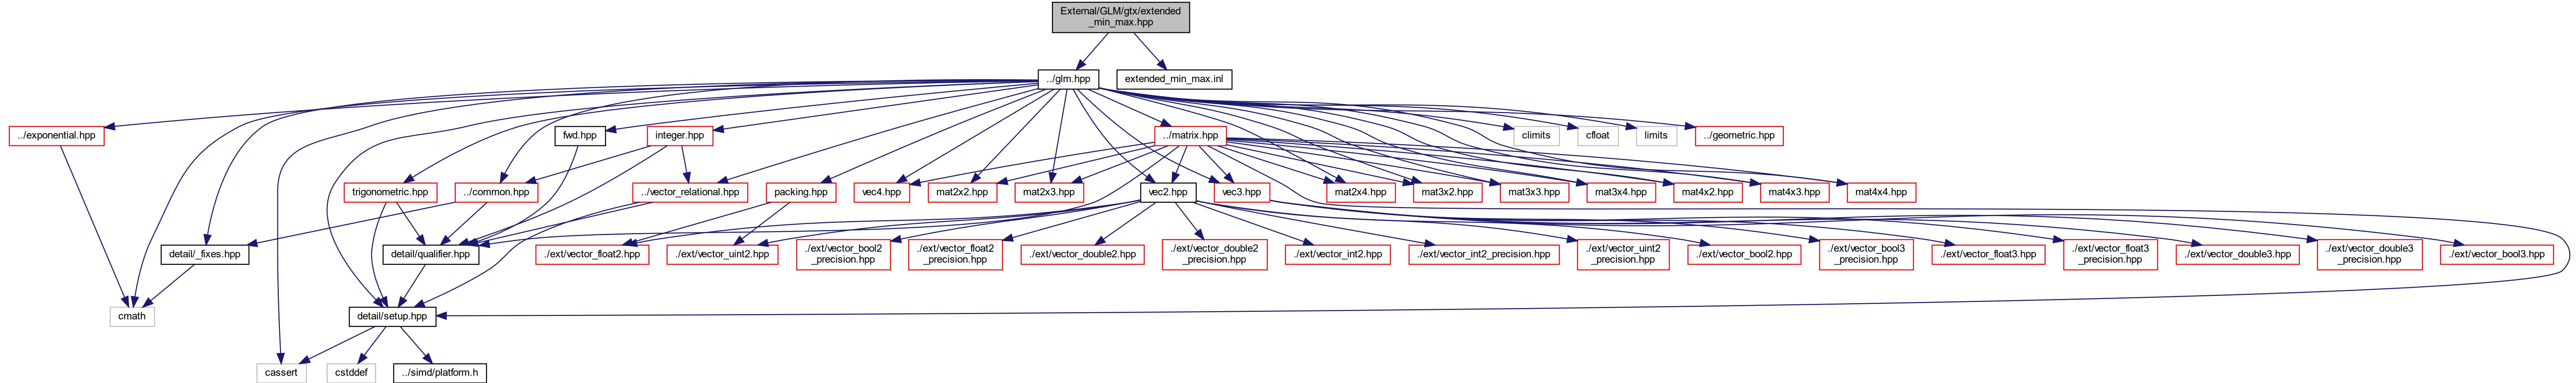 External/GLM/gtx/extended
_min_max.hpp
../glm.hpp
extended_min_max.inl
../exponential.hpp
fwd.hpp
integer.hpp
../matrix.hpp
climits
cfloat
limits
../geometric.hpp
trigonometric.hpp
../common.hpp
../vector_relational.hpp
packing.hpp
vec4.hpp
mat2x2.hpp
mat2x3.hpp
vec2.hpp
vec3.hpp
mat2x4.hpp
mat3x2.hpp
mat3x3.hpp
mat3x4.hpp
mat4x2.hpp
mat4x3.hpp
mat4x4.hpp
detail/_fixes.hpp
detail/qualifier.hpp
./ext/vector_float2.hpp
./ext/vector_uint2.hpp
./ext/vector_bool2
_precision.hpp
./ext/vector_float2
_precision.hpp
./ext/vector_double2.hpp
./ext/vector_double2
_precision.hpp
./ext/vector_int2.hpp
./ext/vector_int2_precision.hpp
./ext/vector_uint2
_precision.hpp
./ext/vector_bool2.hpp
./ext/vector_bool3
_precision.hpp
./ext/vector_float3.hpp
./ext/vector_float3
_precision.hpp
./ext/vector_double3.hpp
./ext/vector_double3
_precision.hpp
./ext/vector_bool3.hpp
cmath
detail/setup.hpp
cassert
cstddef
../simd/platform.h